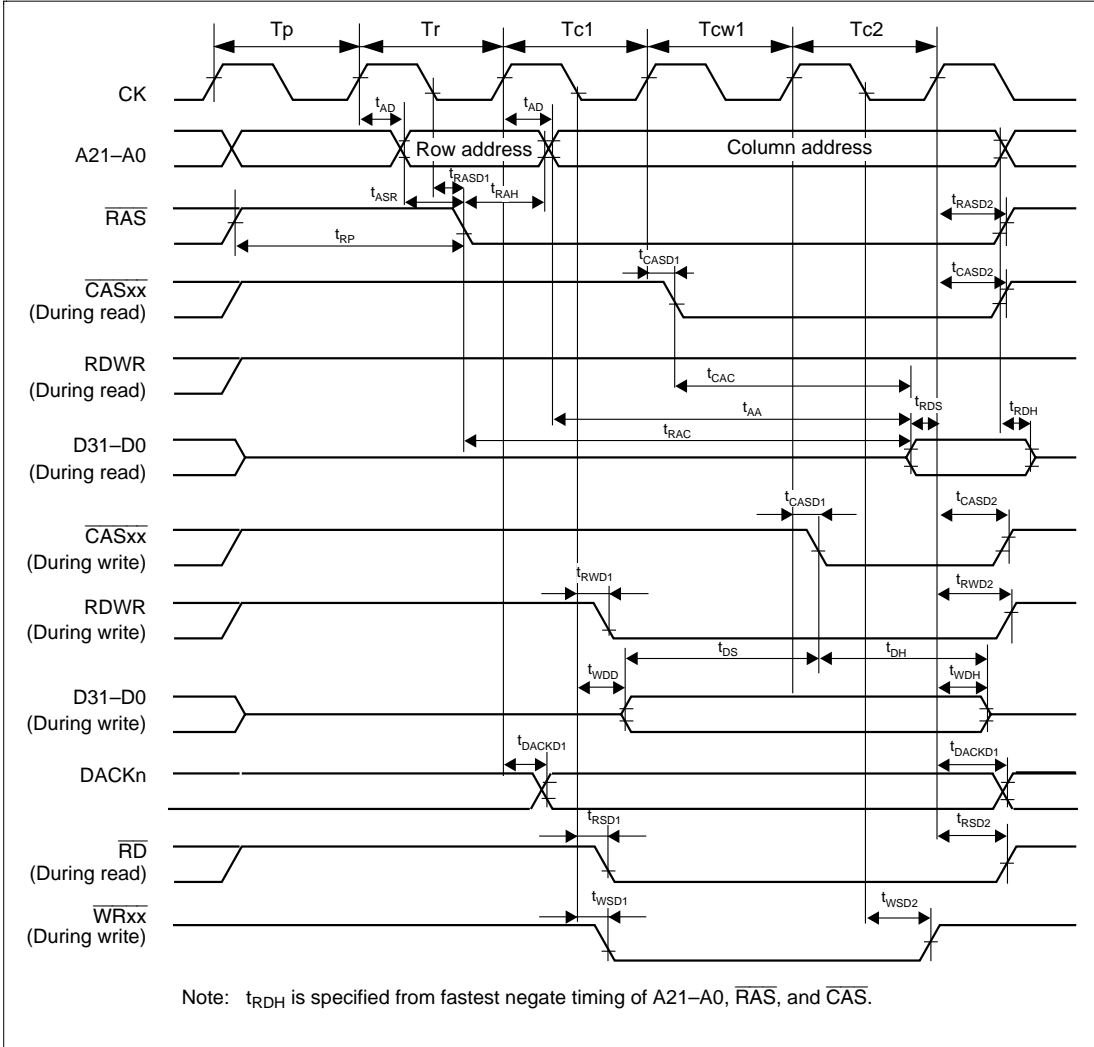 Tp Tr Tc1 Tcw1 Tc2
CK
tAD tAD
A21–A0 Row address Column address
tRASD1
tASR tRAH tRASD2
RAS
tRP
tCASD1 tCASD2
CASxx
(During read)
RDWR
(During read)
tCAC
tRDS tRDH
tAA
tRAC
D31–D0
(During read)
tCASD1 tCASD2
CASxx
(During write)
tRWD1 tRWD2
RDWR
(During write)
tDS tDH
tWDD tWDH
D31–D0
(During write)
tDACKD1 tDACKD1
DACKn
tRSD1 tRSD2
RD
(During read)
tWSD1 tWSD2
WRxx
(During write)
Note: tRDH is specified from fastest negate timing of A21–A0, RAS, and CAS.